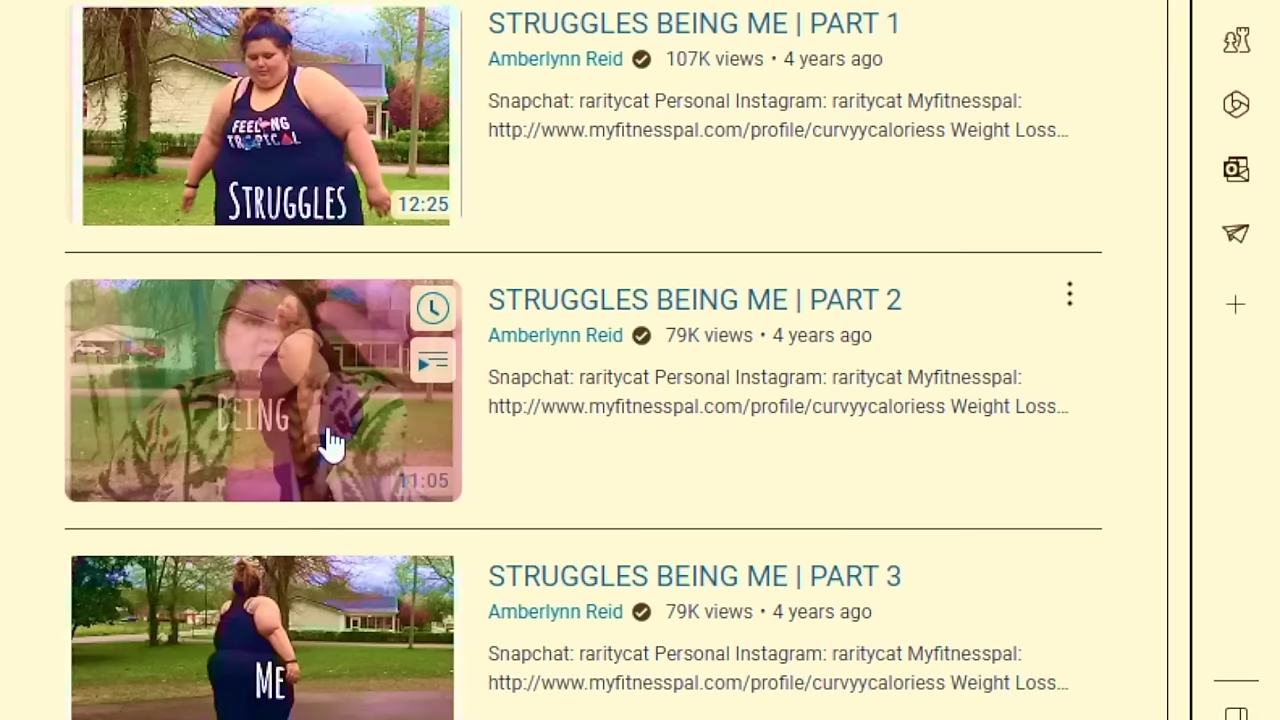 STRUGGLES BEING ME | PART 1
Amberlynn Reid 107K views • 4 years ago
Snapchat: raritycat Personal Instagram: raritycat Myfitnesspal:
http://www.myfitnesspal.com/profile/curvyycaloriess Weight Loss...
FEELING
TROPICAL
STRUGGLES
12:25
STRUGGLES BEING ME | PART 2
Amberlynn Reid 79K views • 4 years ago
Snapchat: raritycat Personal Instagram: raritycat Myfitnesspal:
http://www.myfitnesspal.com/profile/curvyycaloriess Weight Loss...
BEING
11:05
STRUGGLES BEING ME | PART 3
Amberlynn Reid 79K views • 4 years ago
Snapchat: raritycat Personal Instagram: raritycat Myfitnesspal:
http://www.myfitnesspal.com/profile/curvyycaloriess Weight Loss...
ME